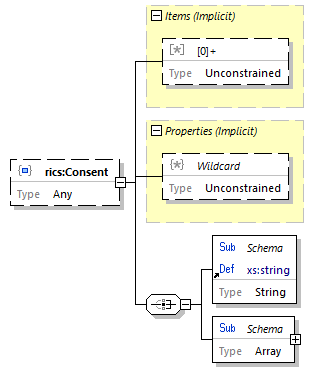 Items (Implicit)
[0]+
Type Unconstrained
Properties (Implicit)
Wildcard
Type Unconstrained
rics:Consent
Type Any
Sub Schema
Def xs:string
Type String
Sub Schema
Type Array